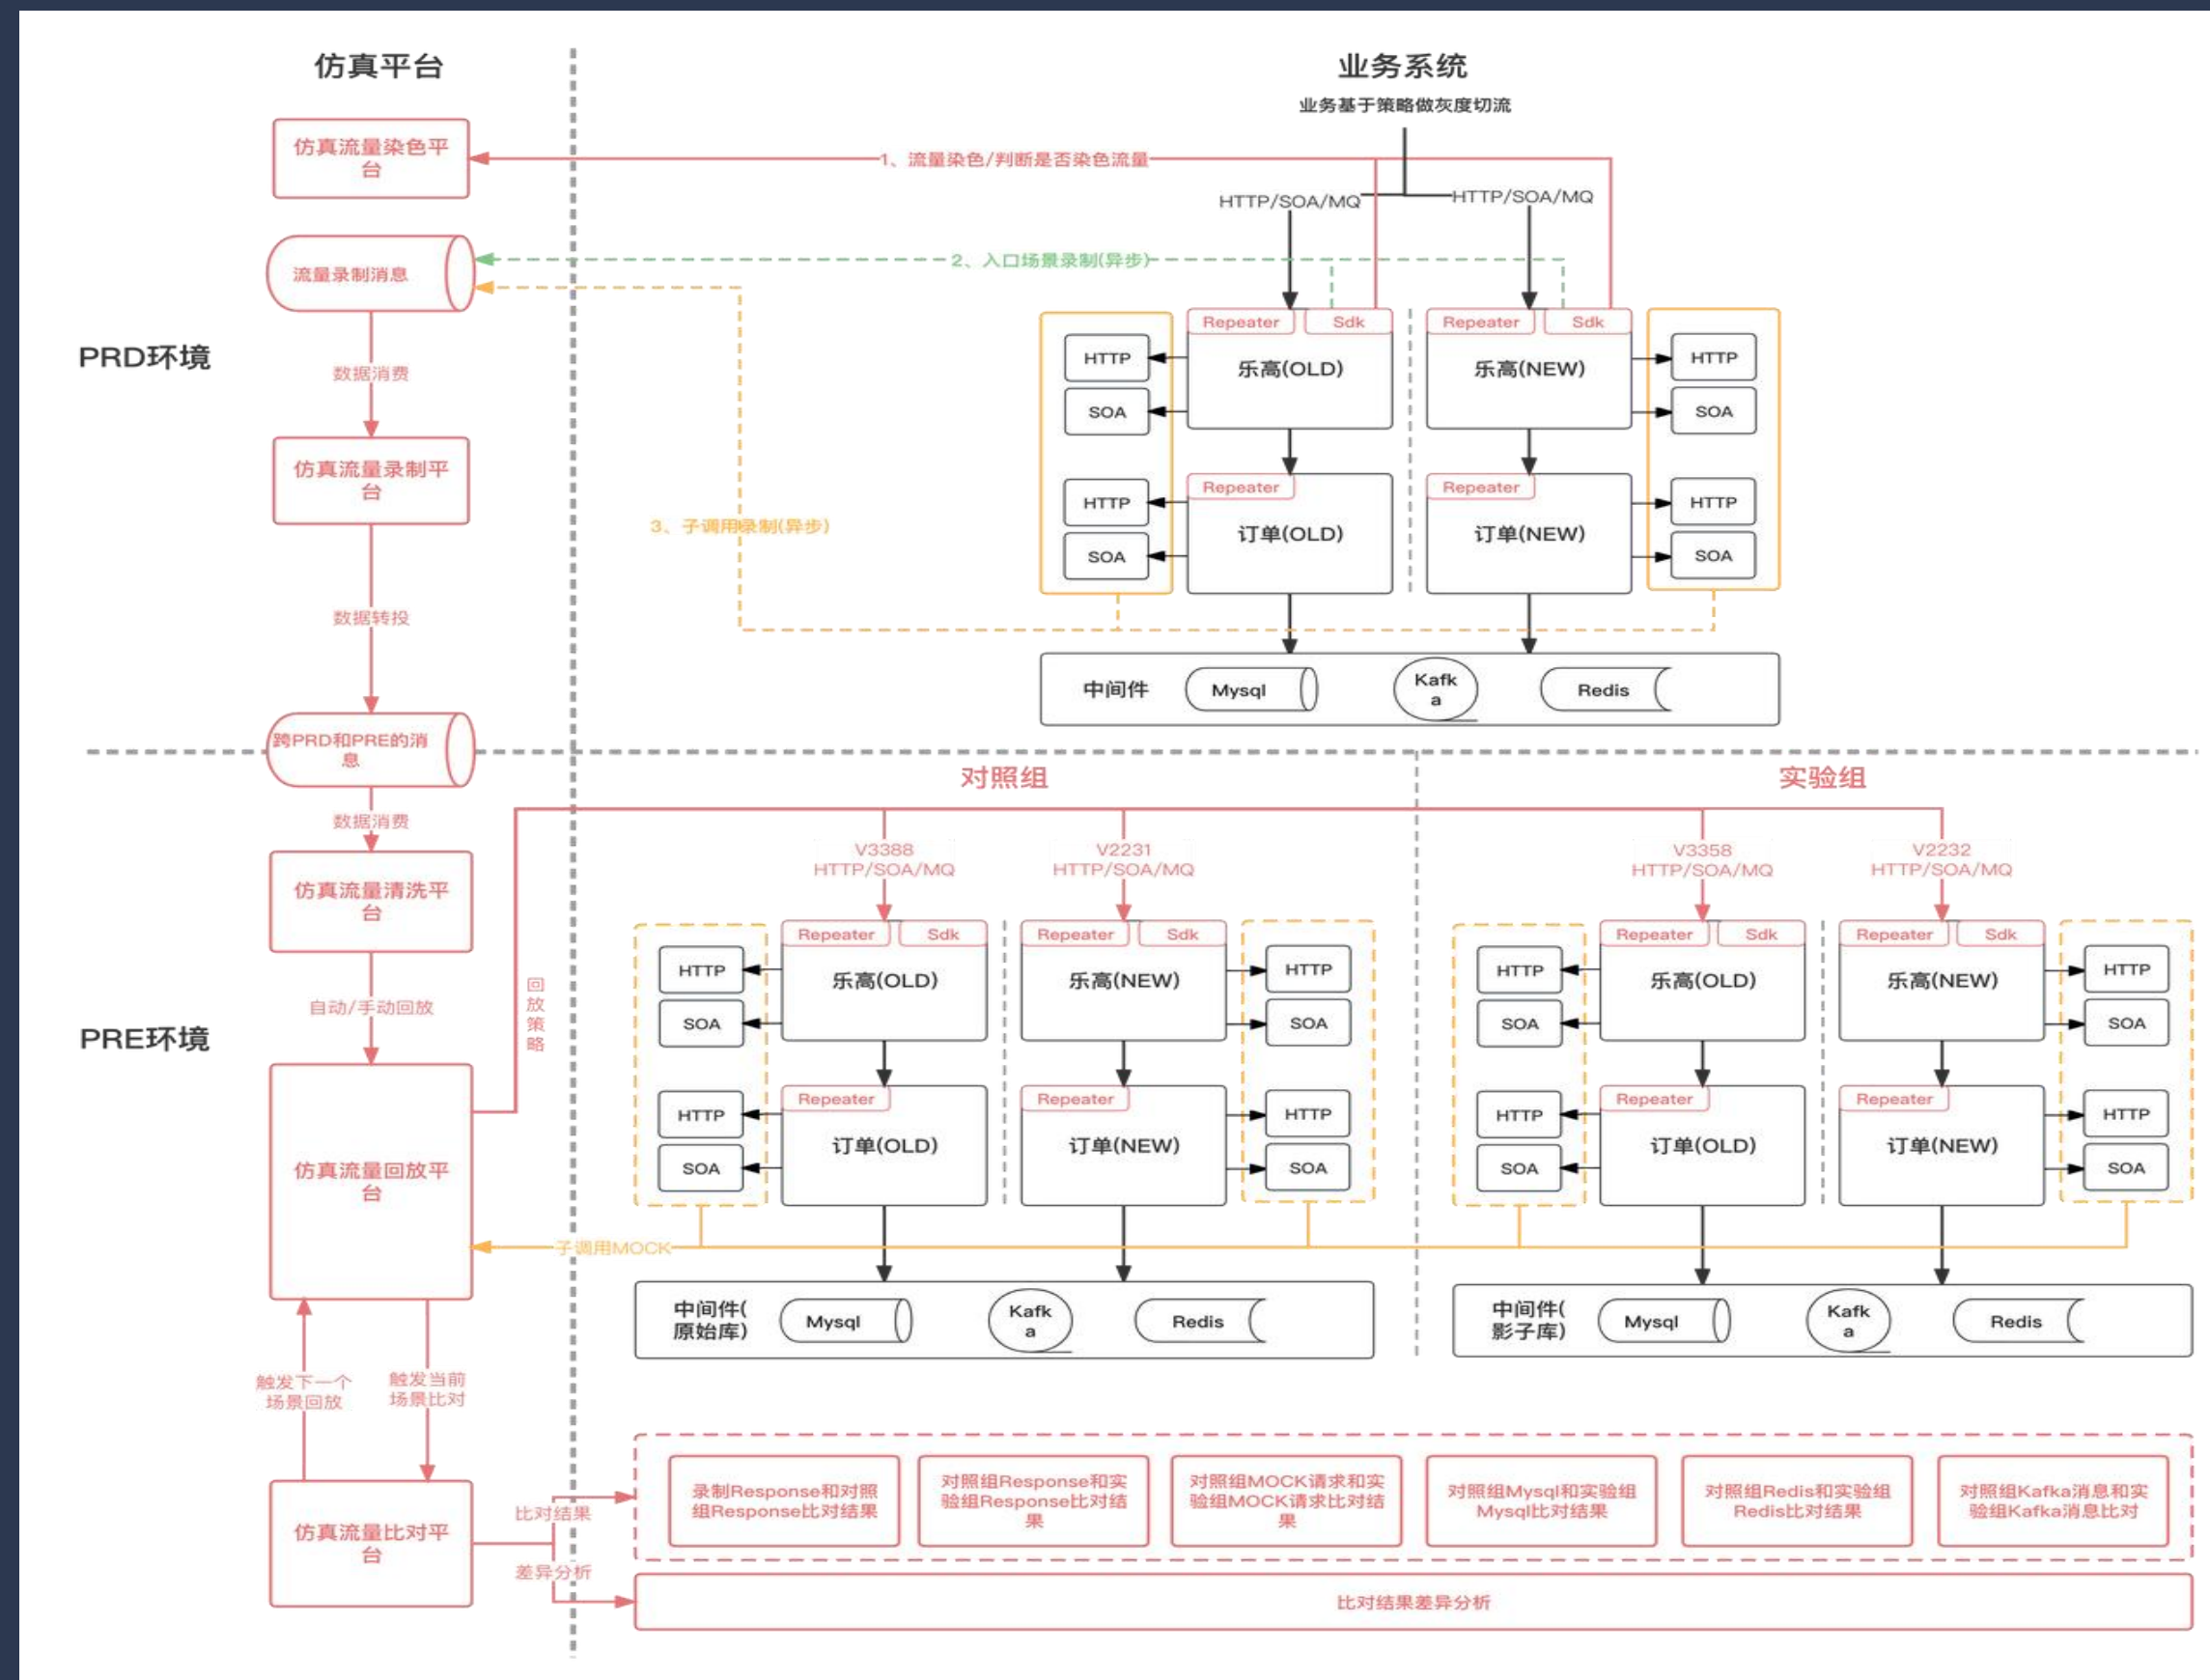 仿真平台
业务系统
业务基于策略做灰度切流
仿真流量染色平
台
1、流量染色/判断是否染色流量
HTTP/SOA/MQ
HTTP/SOA/MQ
流量录制消息
2、入口场景录制(异步)
Repeater
Sdk
Repeater
Sdk
HTTP
乐高(OLD)
乐高(NEW)
HTTP
SOA
SOA
PRD环境
数据消费
仿真流量录制平
台
Repeater
Repeater
HTTP
HTTP
3、子调用录制(异步)
订单(OLD)
订单(NEW)
SOA
SOA
数据转投
中间件
Mysql
Kafk
a
Redis
跨PRD和PRE的消
息
对照组
实验组
数据消费
V3388
HTTP/SOA/MQ
V2231
HTTP/SOA/MQ
V3358
HTTP/SOA/MQ
V2232
HTTP/SOA/MQ
仿真流量清洗平
台
Repeater
Sdk
Repeater
Sdk
Repeater
Sdk
Repeater
Sdk
HTTP
乐高(OLD)
乐高(NEW)
HTTP
HTTP
乐高(OLD)
乐高(NEW)
HTTP
SOA
SOA
SOA
SOA
自动/手动回放
回
放
策
略
PRE环境
Repeater
Repeater
Repeater
Repeater
HTTP
HTTP
HTTP
HTTP
订单(OLD)
订单(NEW)
订单(OLD)
订单(NEW)
SOA
SOA
SOA
SOA
仿真流量回放平
台
子调用MOCK
中间件(
原始库)
Mysql
Kafk
a
Redis
中间件(
影子库)
Mysql
Kafk
a
Redis
触发下一个
场景回放
触发当前
场景比对
仿真流量比对平
台
比对结果
差异分析
录制Response和对照
组Response比对结果
对照组Response和实
验组Response比对结
果
对照组MOCK请求和实
验组MOCK请求比对结
果
对照组Mysql和实验组
Mysql比对结果
对照组Redis和实验组
Redis比对结果
对照组Kafka消息和实
验组Kafka消息比对
比对结果差异分析